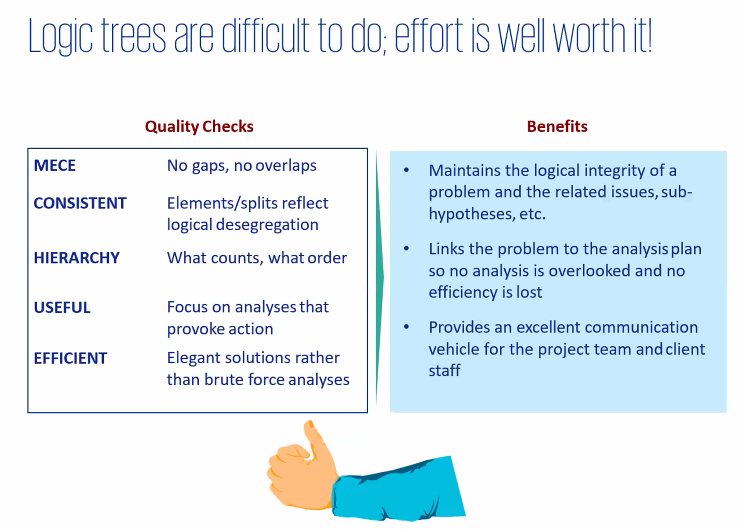 Logic trees are difficult to do; effort is well worth it!
Quality Checks
MECE No gaps, no overlaps
CONSISTENT Elements/splits reflect
logical desegregation
HIERARCHY What counts, what order
USEFUL Focus on analyses that
provoke action
EFFICIENT Elegant solutions rather
than brute force analyses
Benefits
• Maintains the logical integrity of a
problem and the related issues, sub-
hypotheses, etc.
• Links the problem to the analysis plan
so no analysis is overlooked and no
efficiency is lost
• Provides an excellent communication
vehicle for the project team and client
staff